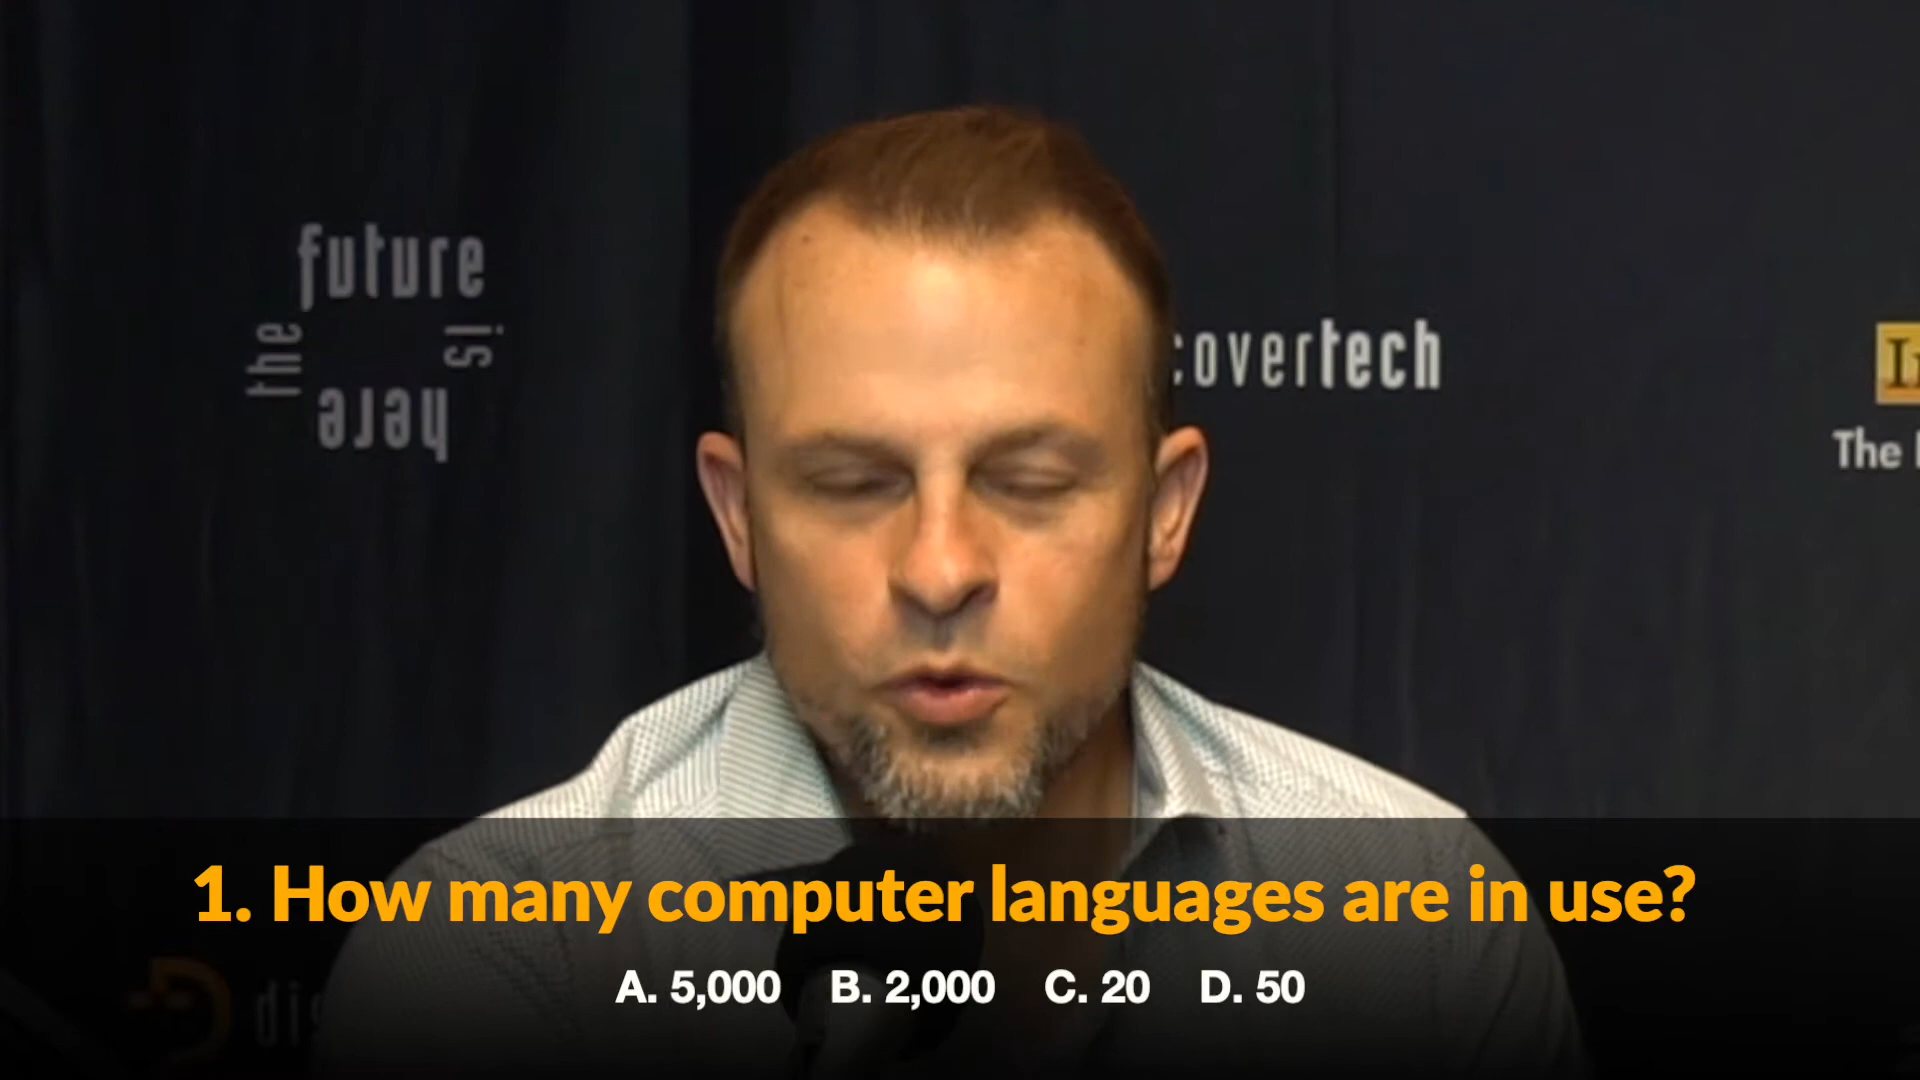 future
is
here
the
covertech
The
1. How many computer languages are in use?
A. 5,000 B. 2,000 C. 20 D. 50